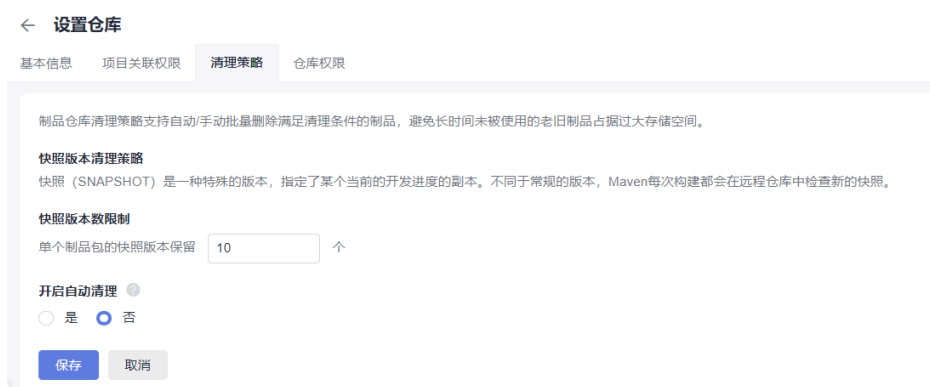 ← 设置仓库
基本信息 项目关联权限 清理策略 仓库权限
制品仓库清理策略支持自动/手动批量删除满足清理条件的制品，避免长时间未被使用的老旧制品占据过大存储空间。
快照版本清理策略
快照（SNAPSHOT）是一种特殊的版本，指定了某个当前的开发进度的副本。不同于常规的版本，Maven每次构建都会在远程仓库中检查新的快照。
快照版本数限制
单个制品包的快照版本保留 10 个
开启自动清理 ?
是 否
保存 取消